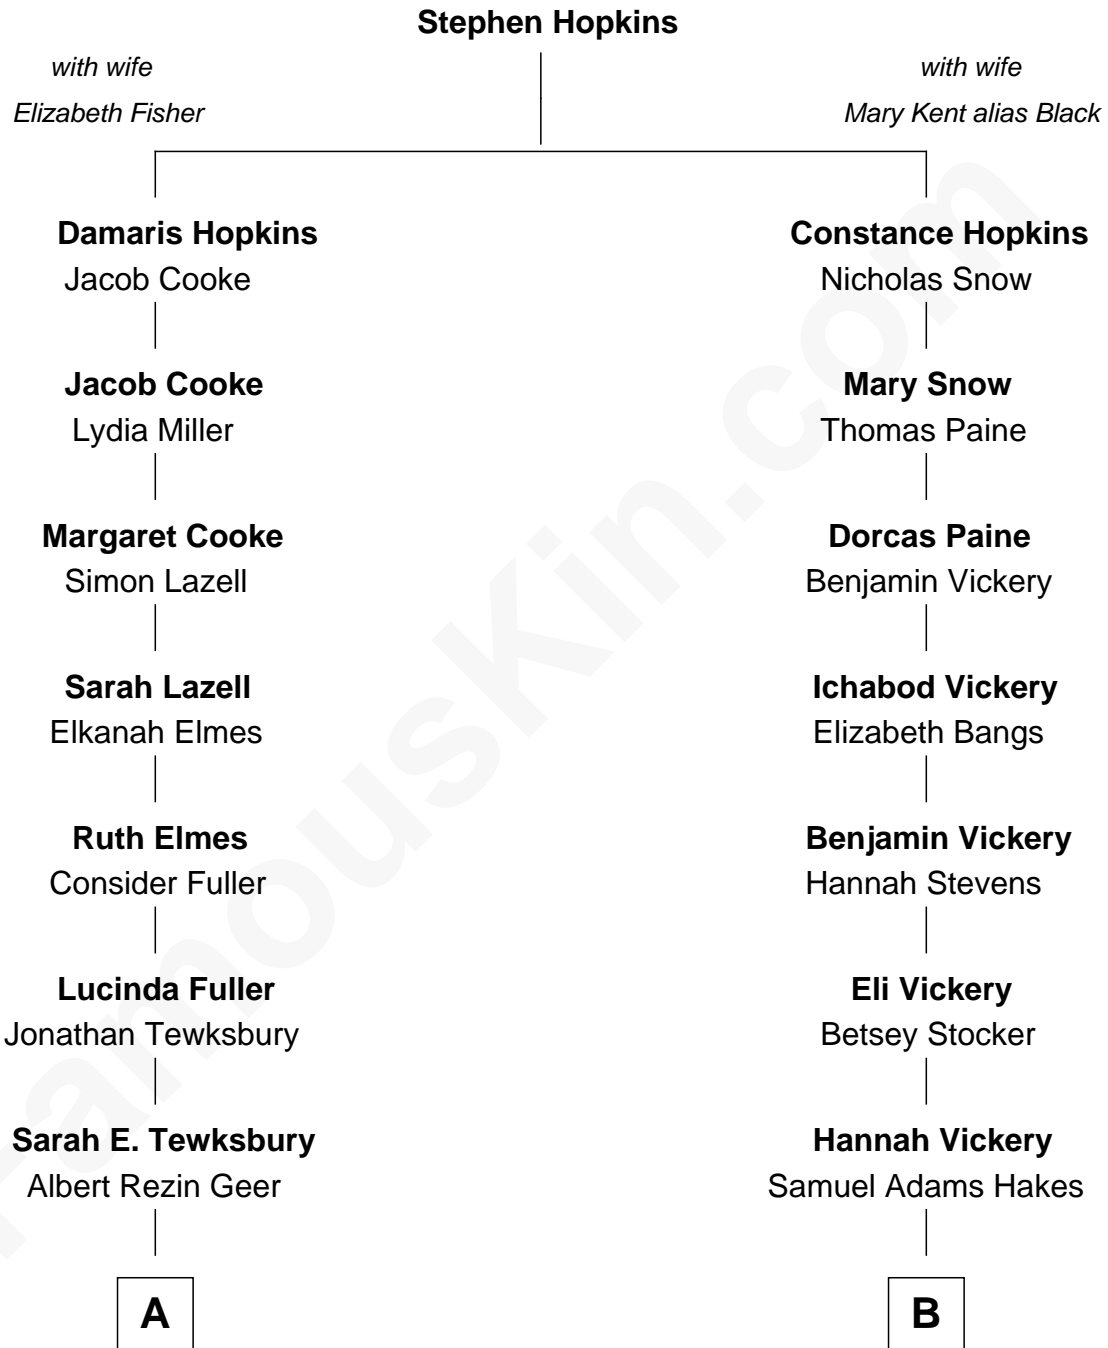 Stephen Hopkins
with wife
Elizabeth Fisher
with wife
Mary Kent alias Black
Damaris Hopkins
Jacob Cooke
Constance Hopkins
Nicholas Snow
Jacob Cooke
Lydia Miller
Mary Snow
Thomas Paine
Margaret Cooke
Simon Lazell
Dorcas Paine
Benjamin Vickery
Sarah Lazell
Elkanah Elmes
Ichabod Vickery
Elizabeth Bangs
Ruth Elmes
Consider Fuller
Benjamin Vickery
Hannah Stevens
Lucinda Fuller
Jonathan Tewksbury
Eli Vickery
Betsey Stocker
Sarah E. Tewksbury
Albert Rezin Geer
Hannah Vickery
Samuel Adams Hakes
A
B
FamousKin.com